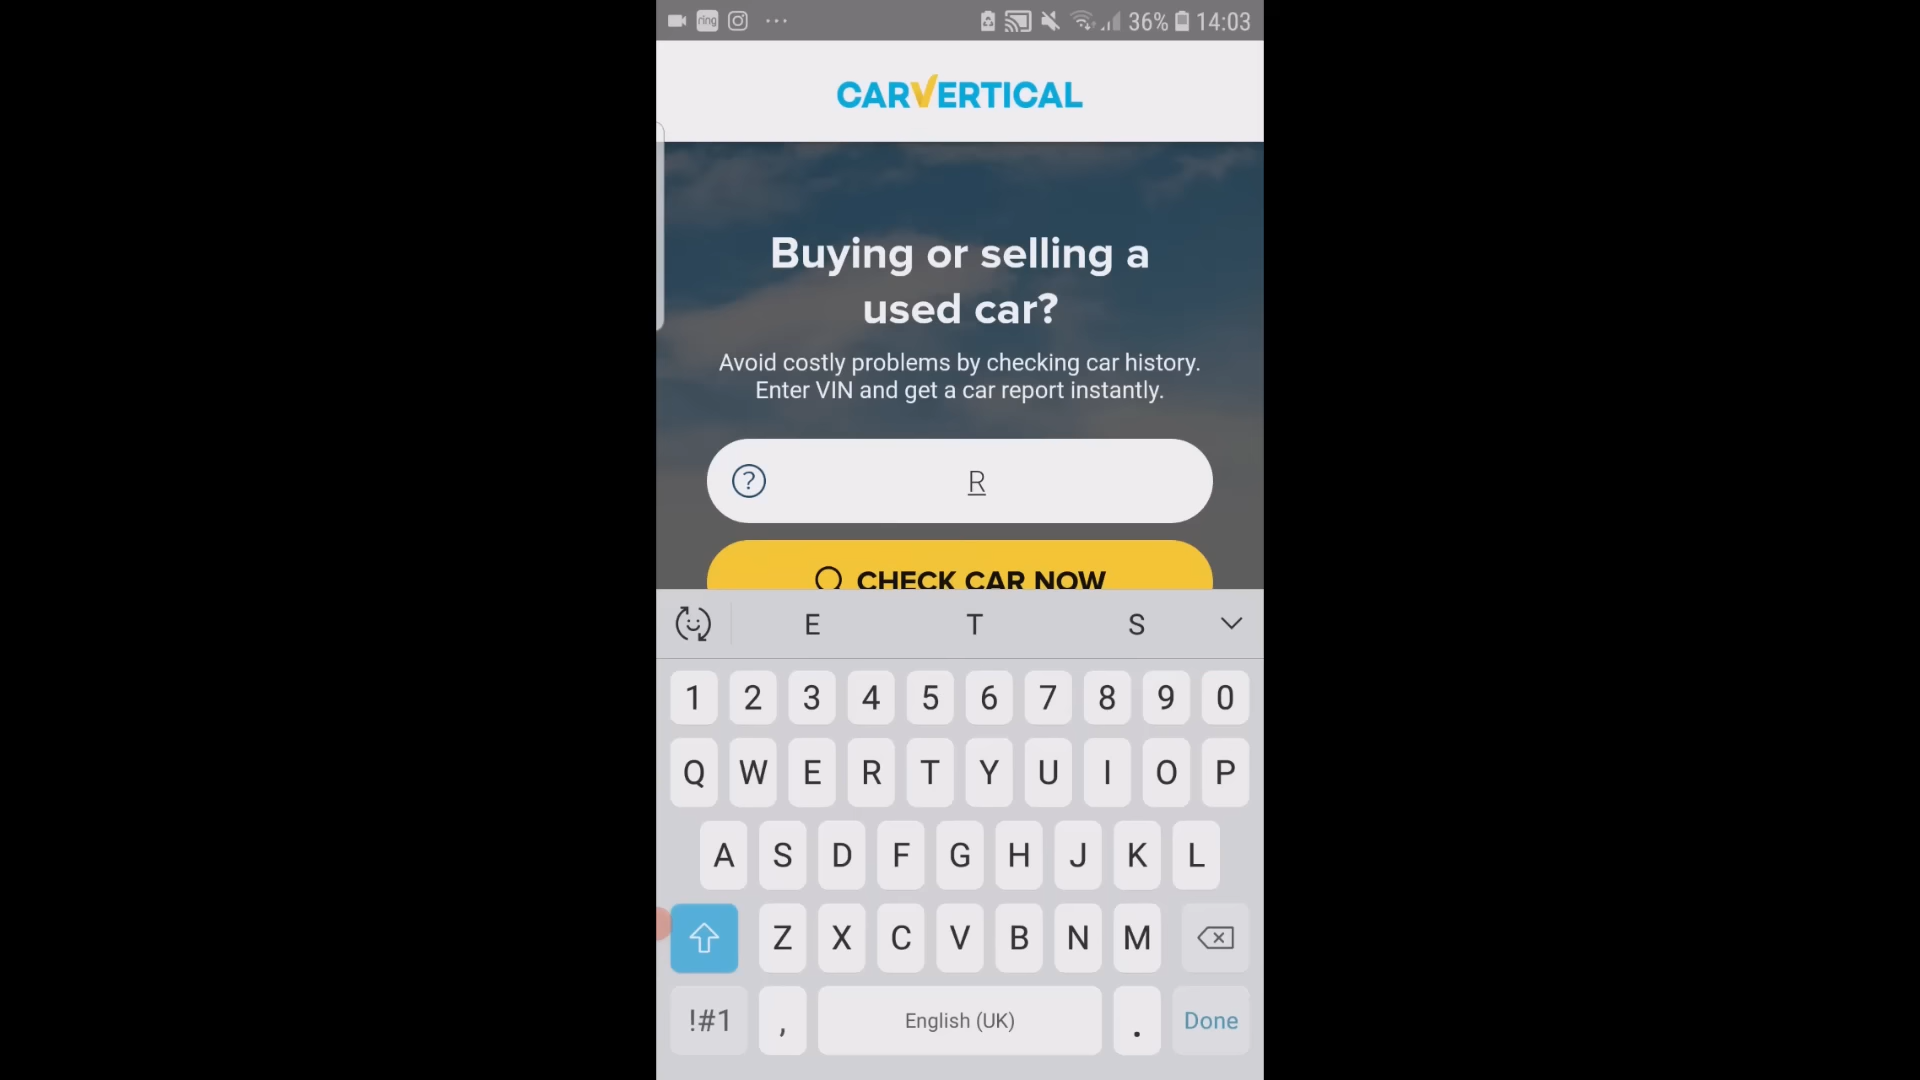 ring 36% 14:03
CARVERTICAL
Buying or selling a
used car?
Avoid costly problems by checking car history.
Enter VIN and get a car report instantly.
? R
CHECK CAR NOW
E T S
1 2 3 4 5 6 7 8 9 0
Q W E R T Y U I O P
A S D F G H J K L
Z X C V B N M
!#1 , English (UK) . Done